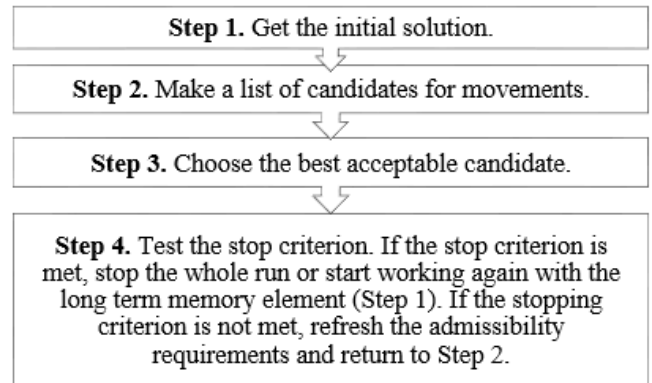 Step 1. Get the initial solution.
Step 2. Make a list of candidates for movements.
Step 3. Choose the best acceptable candidate.
Step 4. Test the stop criterion. If the stop criterion is
met, stop the whole run or start working again with the
long term memory element (Step 1). If the stopping
criterion is not met, refresh the admissibility
requirements and return to Step 2.